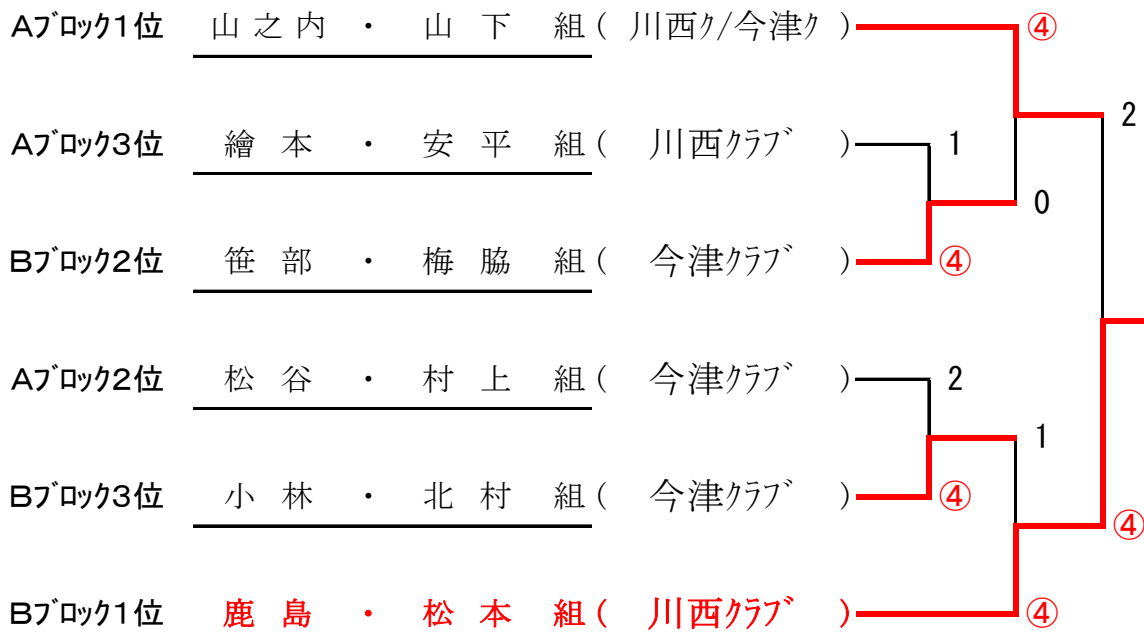 Aﾌﾞﾛｯｸ1位 山之内 ・ 山下 組( 川西ｸ/今津ｸ ) ④
2
Aﾌﾞﾛｯｸ3位 繪本 ・ 安平 組( 川西ｸﾗﾌﾞ ) 1
0
Bﾌﾞﾛｯｸ2位 笹部 ・ 梅脇 組( 今津ｸﾗﾌﾞ ) ④
Aﾌﾞﾛｯｸ2位 松谷 ・ 村上 組( 今津ｸﾗﾌﾞ ) 2
1
Bﾌﾞﾛｯｸ3位 小林 ・ 北村 組( 今津ｸﾗﾌﾞ ) ④
④
Bﾌﾞﾛｯｸ1位 鹿島 ・ 松本 組( 川西ｸﾗﾌﾞ ) ④